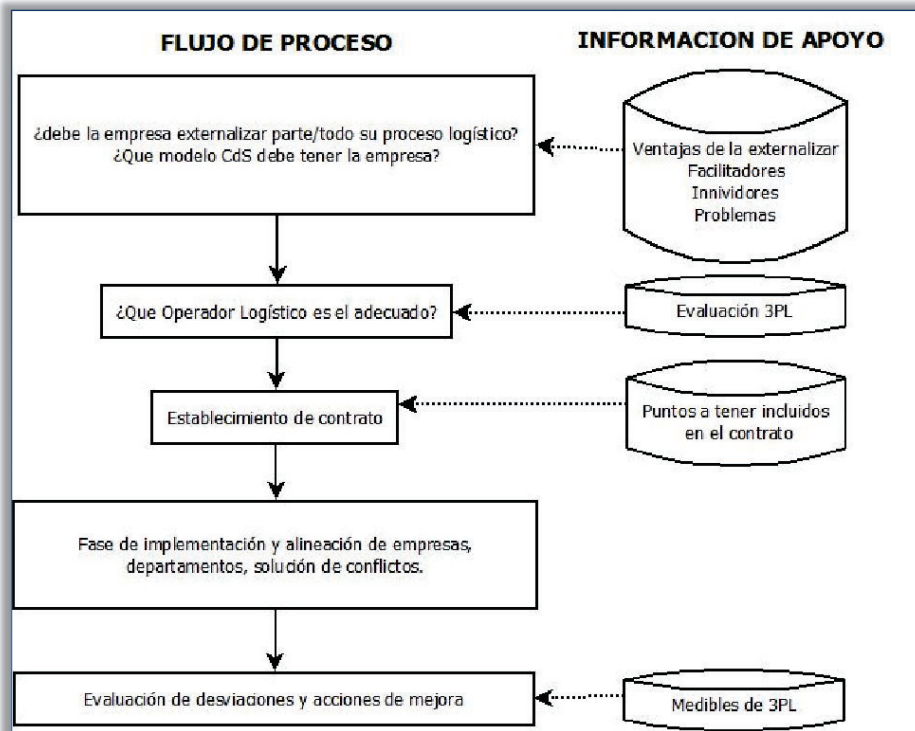 FLUJO DE PROCESO
INFORMACION DE APOYO
¿debe la empresa externalizar parte/todo su proceso logístico?
¿Que modelo CdS debe tener la empresa?
Ventajas de la externalizar
Facilitadores
Innividores
Problemas
¿Que Operador Logístico es el adecuado?
Evaluación 3PL
Establecimiento de contrato
Puntos a tener incluidos
en el contrato
Fase de implementación y alineación de empresas,
departamentos, solución de conflictos.
Evaluación de desviaciones y acciones de mejora
Medibles de 3PL